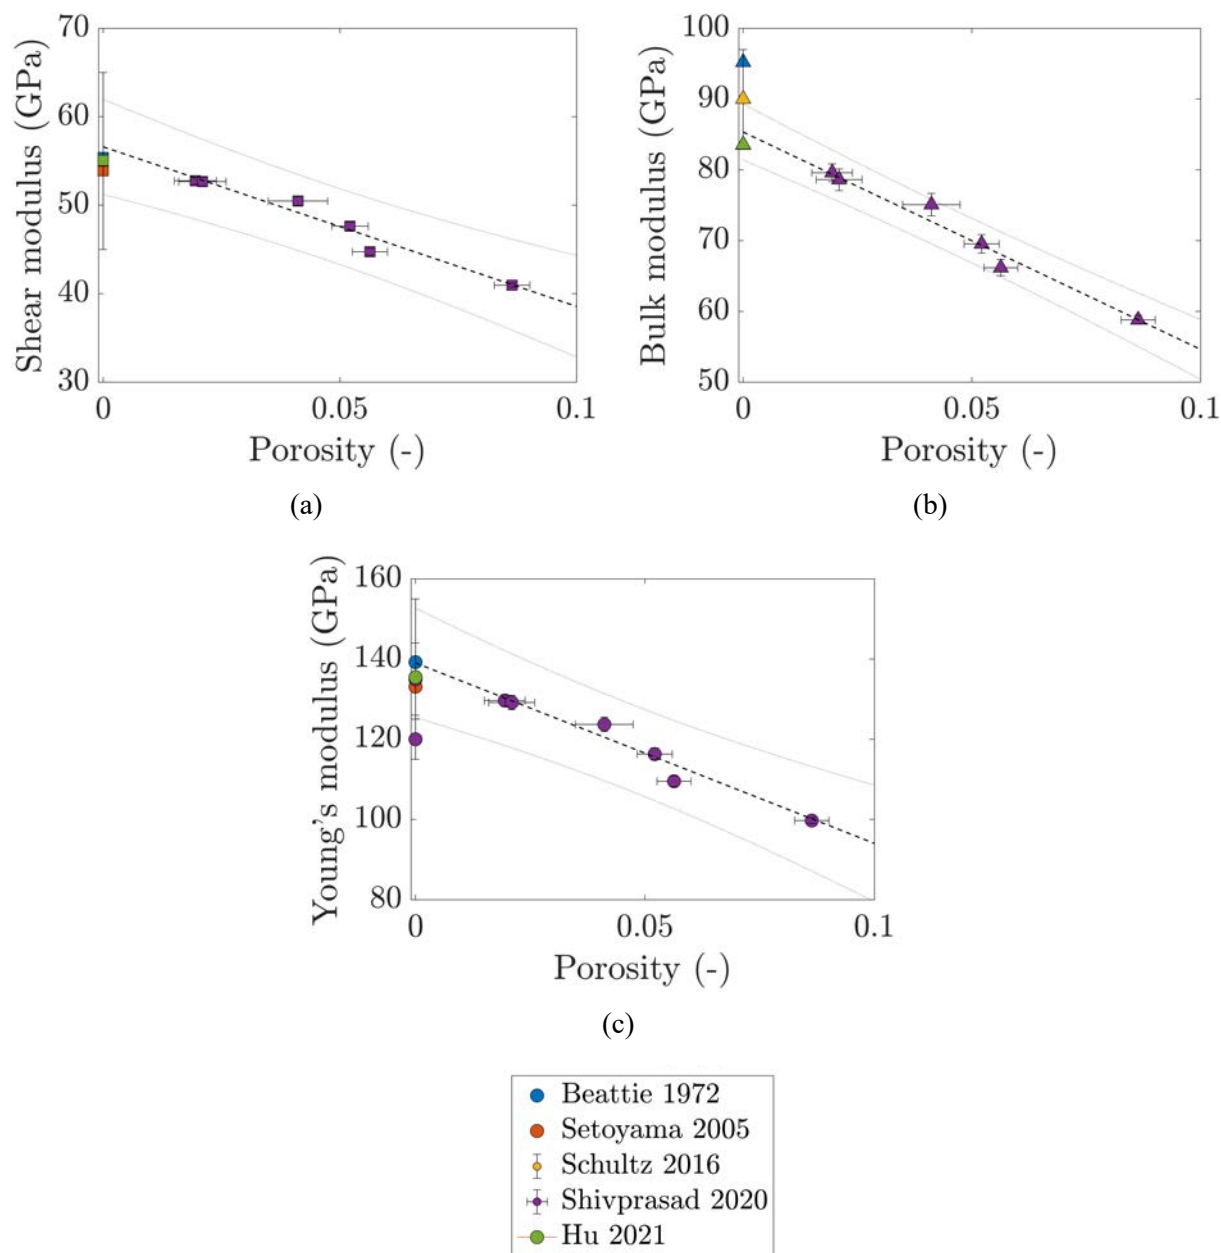 70
60
50
40
30
Shear modulus (GPa)
0
0.05
0.1
Porosity (-)
(a)
100
90
80
70
60
50
Bulk modulus (GPa)
0
0.05
0.1
Porosity (-)
(b)
160
140
120
100
80
Young's modulus (GPa)
0
0.05
0.1
Porosity (-)
(c)
Beattie 1972
Setoyama 2005
Schultz 2016
Shivprasad 2020
Hu 2021